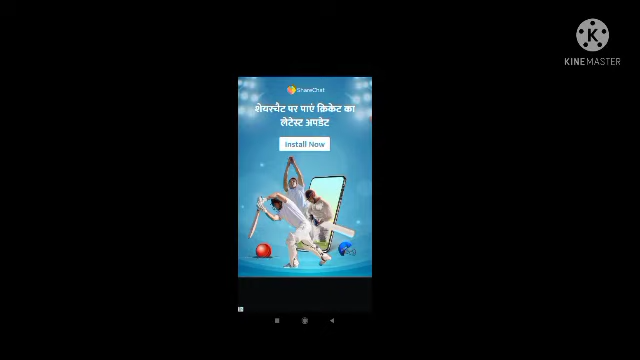 K
KINEMASTER
ShareChat
शेयरचैट पर पाएं क्रिकेट का
लेटेस्ट अपडेट
Install Now